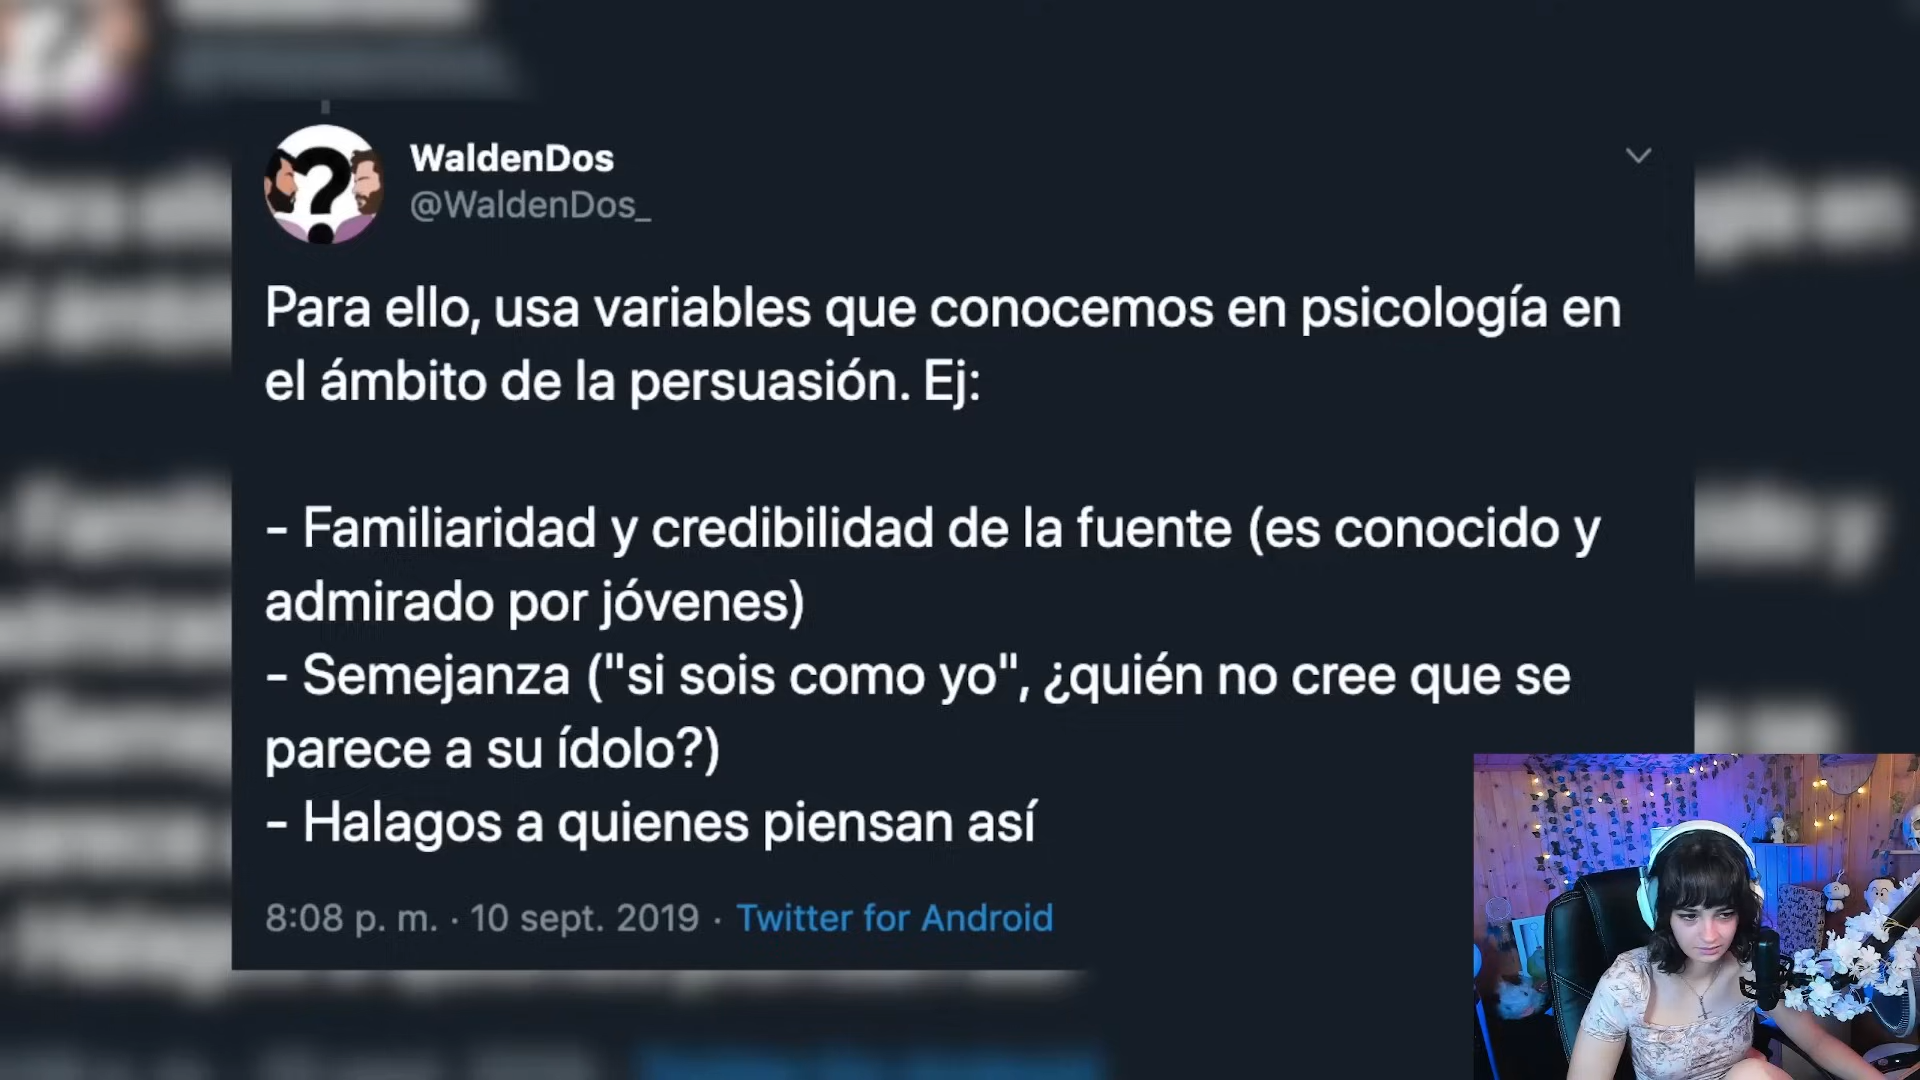 WaldenDos
@WaldenDos_
Para ello, usa variables que conocemos en psicología en
el ámbito de la persuasión. Ej:
- Familiaridad y credibilidad de la fuente (es conocido y
admirado por jóvenes)
- Semejanza ("si sois como yo", ¿quién no cree que se
parece a su ídolo?)
- Halagos a quienes piensan así
8:08 p. m. · 10 sept. 2019 · Twitter for Android